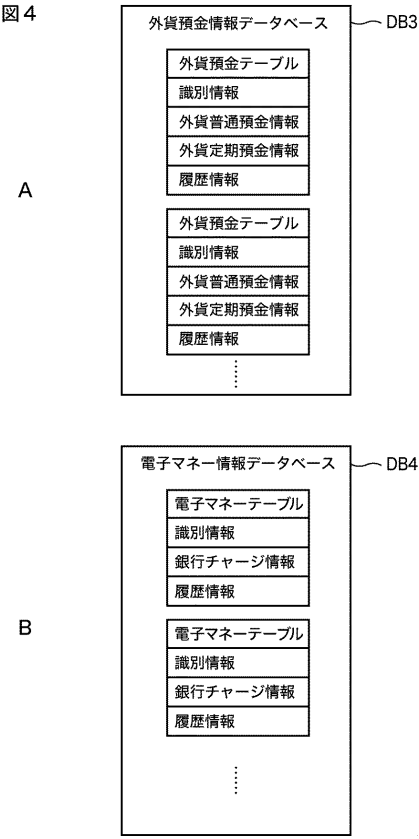 図4
A
外貨預金情報データベース
DB3
外貨預金テーブル
識別情報
外貨普通預金情報
外貨定期預金情報
履歴情報
外貨預金テーブル
識別情報
外貨普通預金情報
外貨定期預金情報
履歴情報
B
電子マネー情報データベース
DB4
電子マネーテーブル
識別情報
銀行チャージ情報
履歴情報
電子マネーテーブル
識別情報
銀行チャージ情報
履歴情報